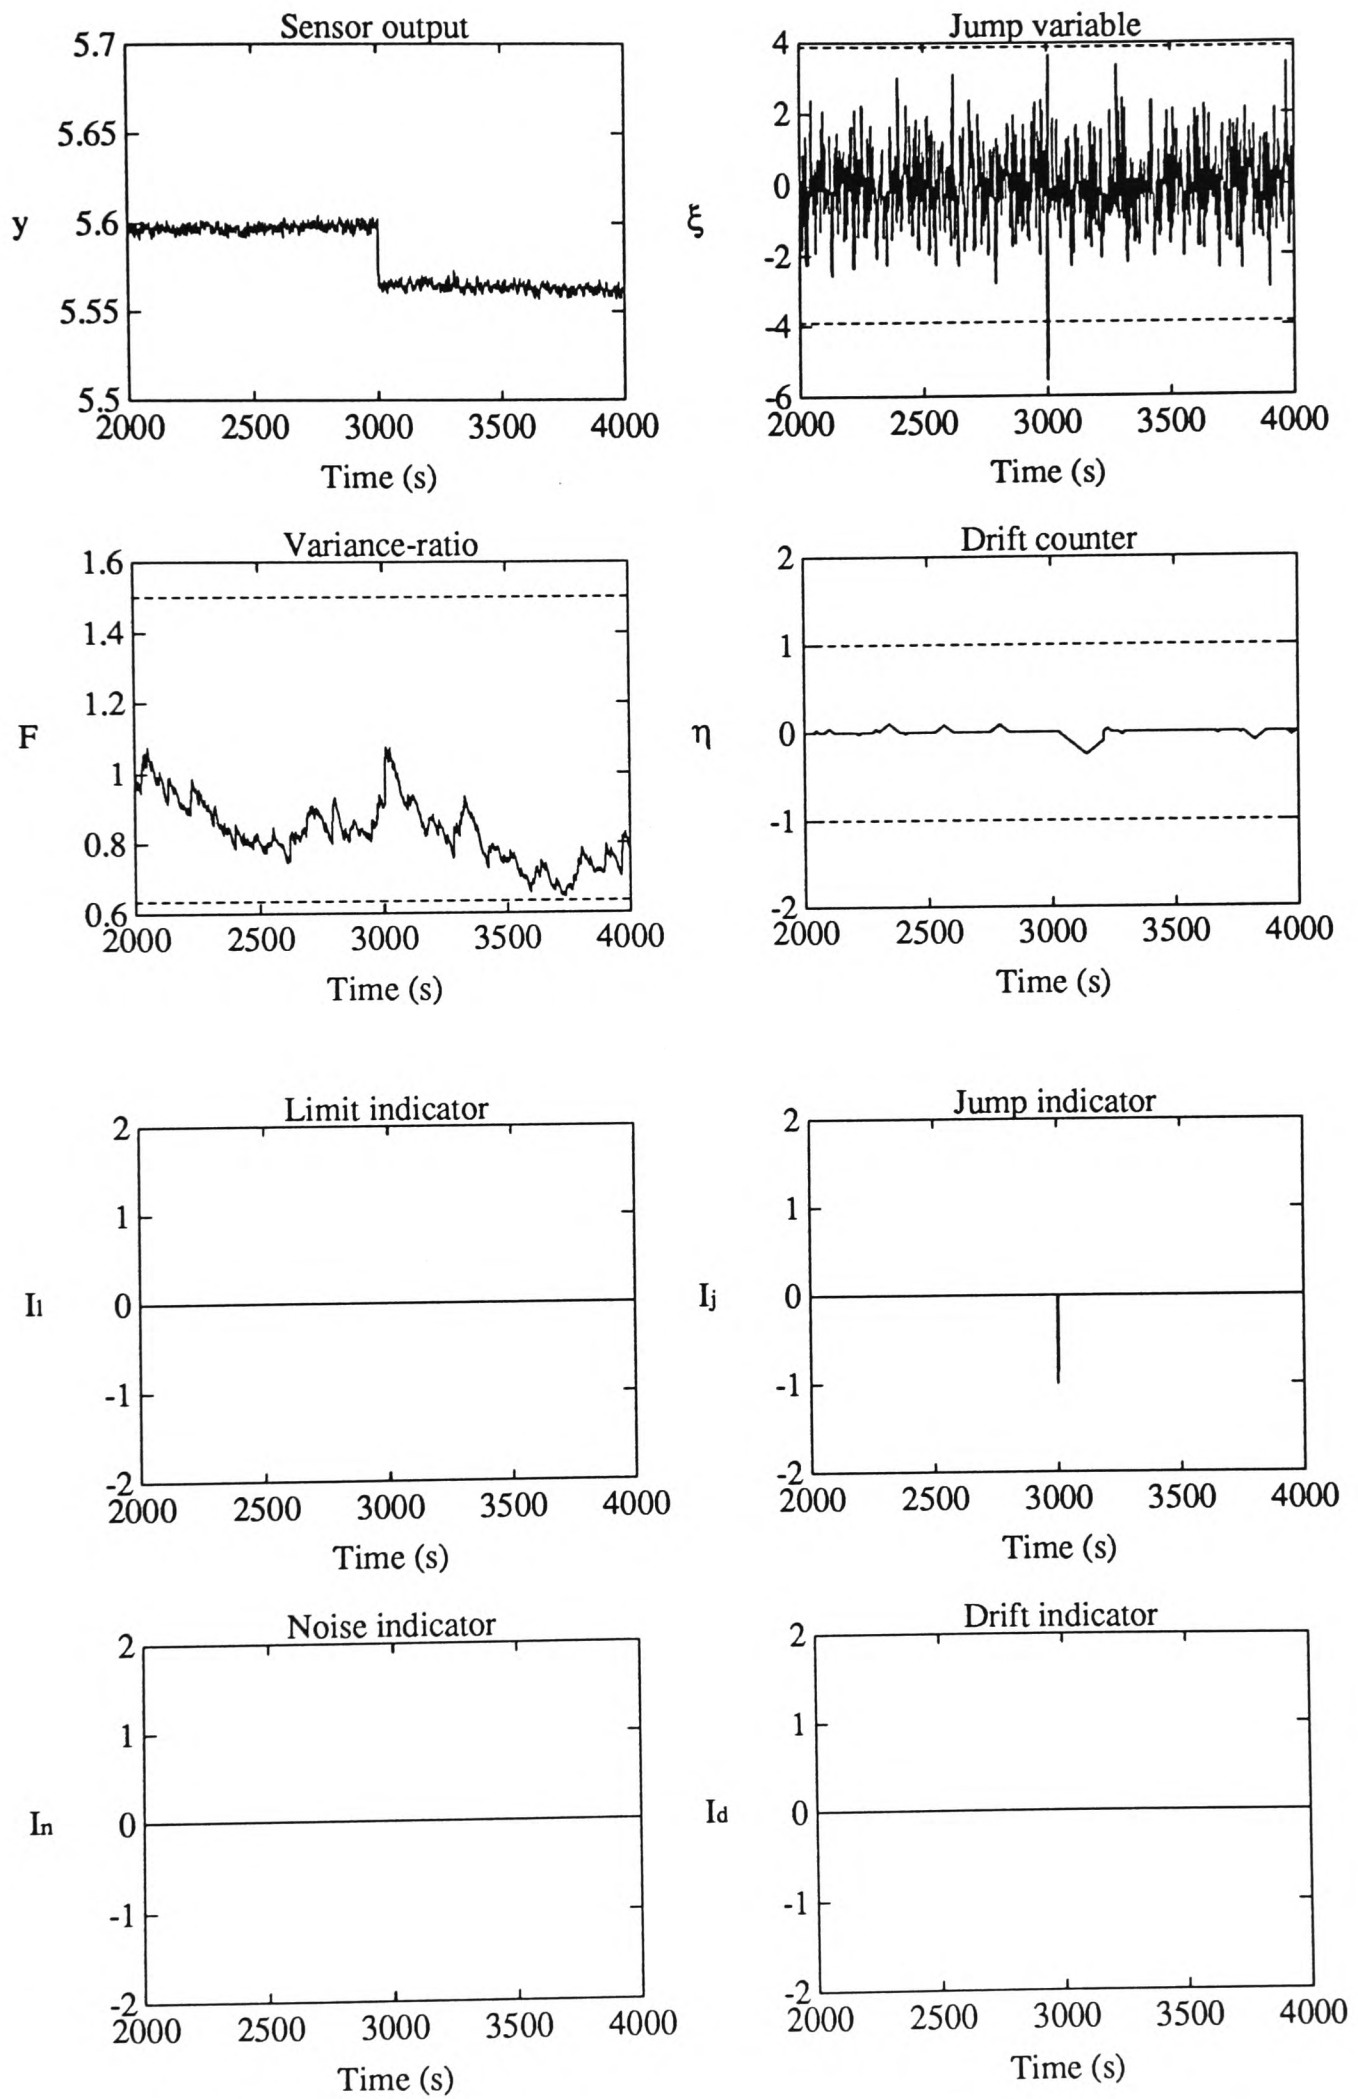 Sensor output
5.7
5.65
5.6
5.55
5.5
y
2000 2500 3000 3500 4000
Time (s)
Jump variable
4
2
0
-2
-4
-6
ξ
2000 2500 3000 3500 4000
Time (s)
Variance-ratio
1.6
1.4
1.2
1
0.8
0.6
F
2000 2500 3000 3500 4000
Time (s)
Drift counter
2
1
0
-1
-2
η
2000 2500 3000 3500 4000
Time (s)
Limit indicator
2
1
0
-1
-2
Il
2000 2500 3000 3500 4000
Time (s)
Jump indicator
2
1
0
-1
-2
Ij
2000 2500 3000 3500 4000
Time (s)
Noise indicator
2
1
0
-1
-2
In
2000 2500 3000 3500 4000
Time (s)
Drift indicator
2
1
0
-1
-2
Id
2000 2500 3000 3500 4000
Time (s)